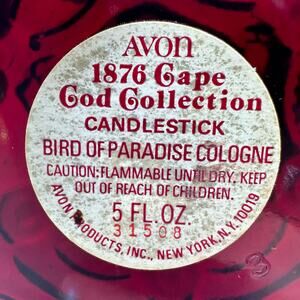 AVON
1876 Cape
Cod Collection
CANDLESTICK
BIRD OF PARADISE COLOGNE
CAUTION: FLAMMABLE UNTIL DRY. KEEP
OUT OF REACH OF CHILDREN.
5 FL. OZ.
31508
AVON PRODUCTS, INC., NEW YORK, N.Y. 10019
3